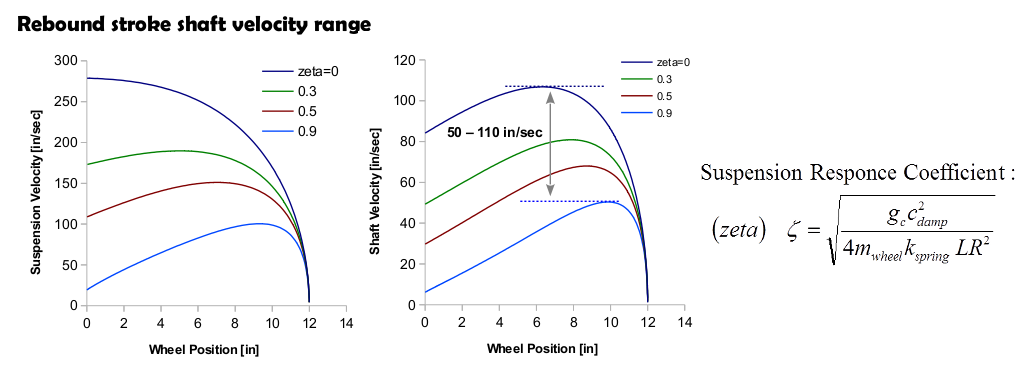 Rebound stroke shaft velocity range
300
250
200
150
100
50
0
0 2 4 6 8 10 12 14
Suspension Velocity [in/sec]
Wheel Position [in]
zeta=0
0.3
0.5
0.9
120
100
80
60
40
20
0
0 2 4 6 8 10 12 14
Shaft Velocity [in/sec]
Wheel Position [in]
zeta=0
0.3
0.5
0.9
50 – 110 in/sec
Suspension Responce Coefficient :
(zeta) ζ = √(g_c c²_damp / 4m_wheel k_spring LR²)